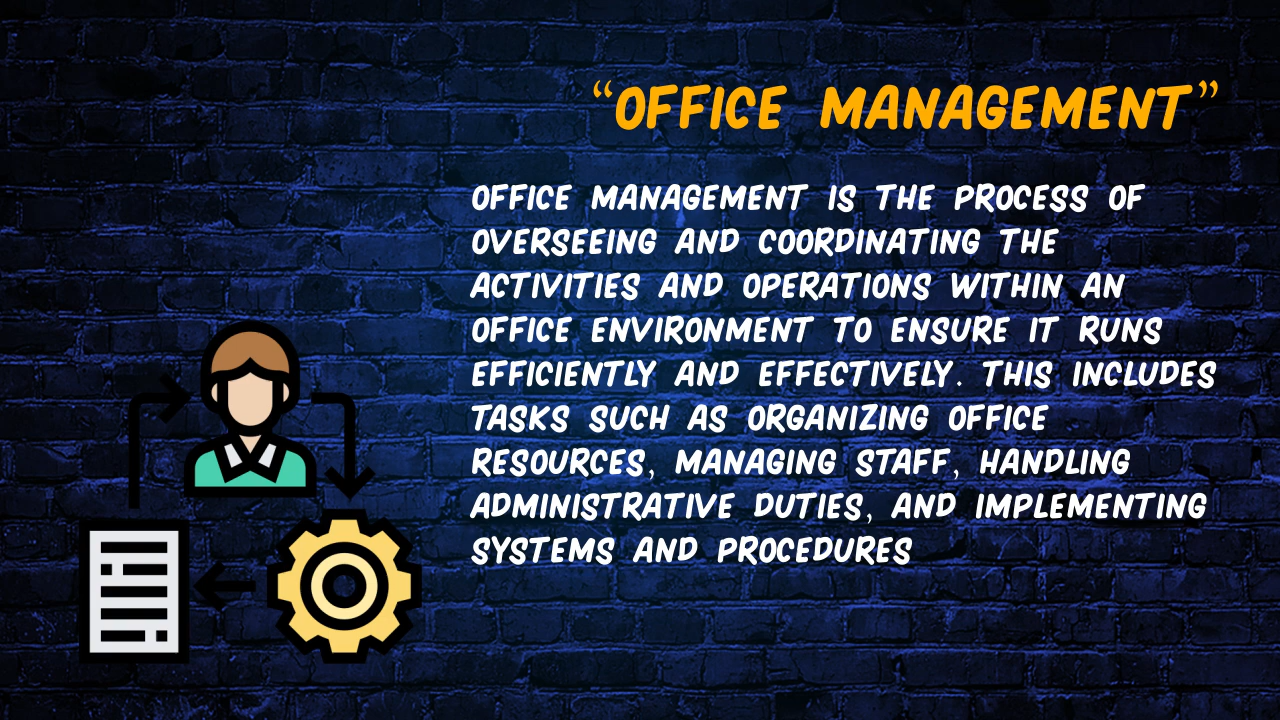 “OFFICE MANAGEMENT”
OFFICE MANAGEMENT IS THE PROCESS OF
OVERSEEING AND COORDINATING THE
ACTIVITIES AND OPERATIONS WITHIN AN
OFFICE ENVIRONMENT TO ENSURE IT RUNS
EFFICIENTLY AND EFFECTIVELY. THIS INCLUDES
TASKS SUCH AS ORGANIZING OFFICE
RESOURCES, MANAGING STAFF, HANDLING
ADMINISTRATIVE DUTIES, AND IMPLEMENTING
SYSTEMS AND PROCEDURES